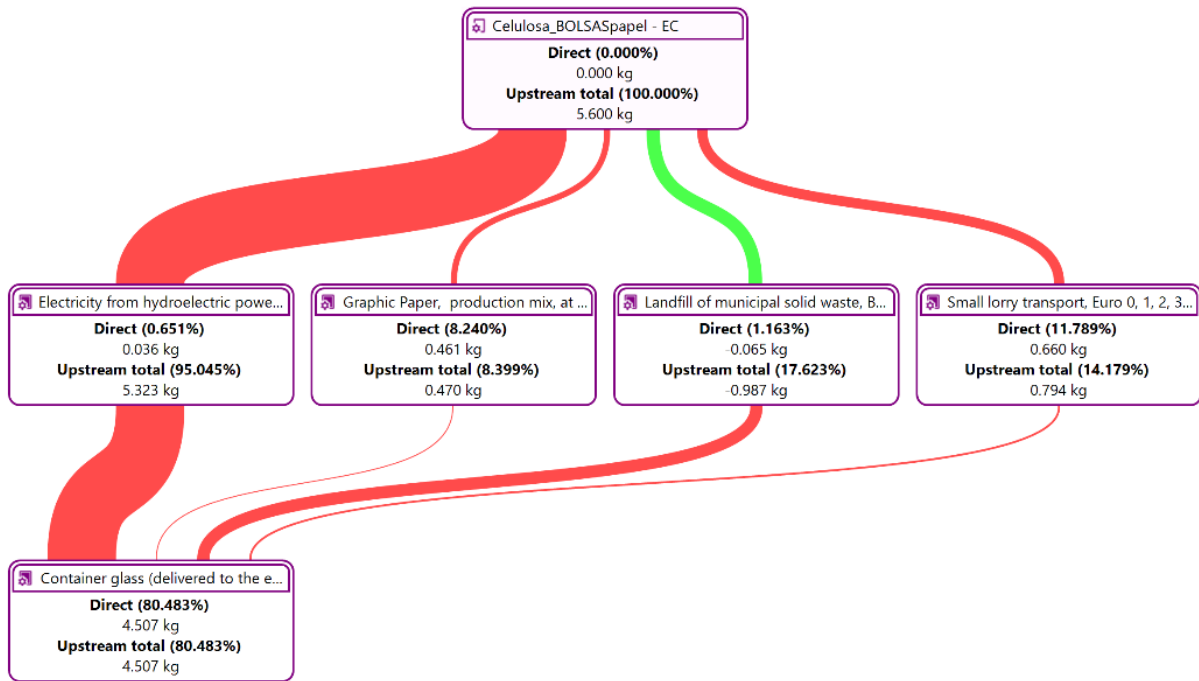 Celulosa_BOLSASpapel - EC
Direct (0.000%)
0.000 kg
Upstream total (100.000%)
5.600 kg
Electricity from hydroelectric powe...
Direct (0.651%)
0.036 kg
Upstream total (95.045%)
5.323 kg
Graphic Paper,  production mix, at ...
Direct (8.240%)
0.461 kg
Upstream total (8.399%)
0.470 kg
Landfill of municipal solid waste, B...
Direct (1.163%)
-0.065 kg
Upstream total (17.623%)
-0.987 kg
Small lorry transport, Euro 0, 1, 2, 3...
Direct (11.789%)
0.660 kg
Upstream total (14.179%)
0.794 kg
Container glass (delivered to the e...
Direct (80.483%)
4.507 kg
Upstream total (80.483%)
4.507 kg